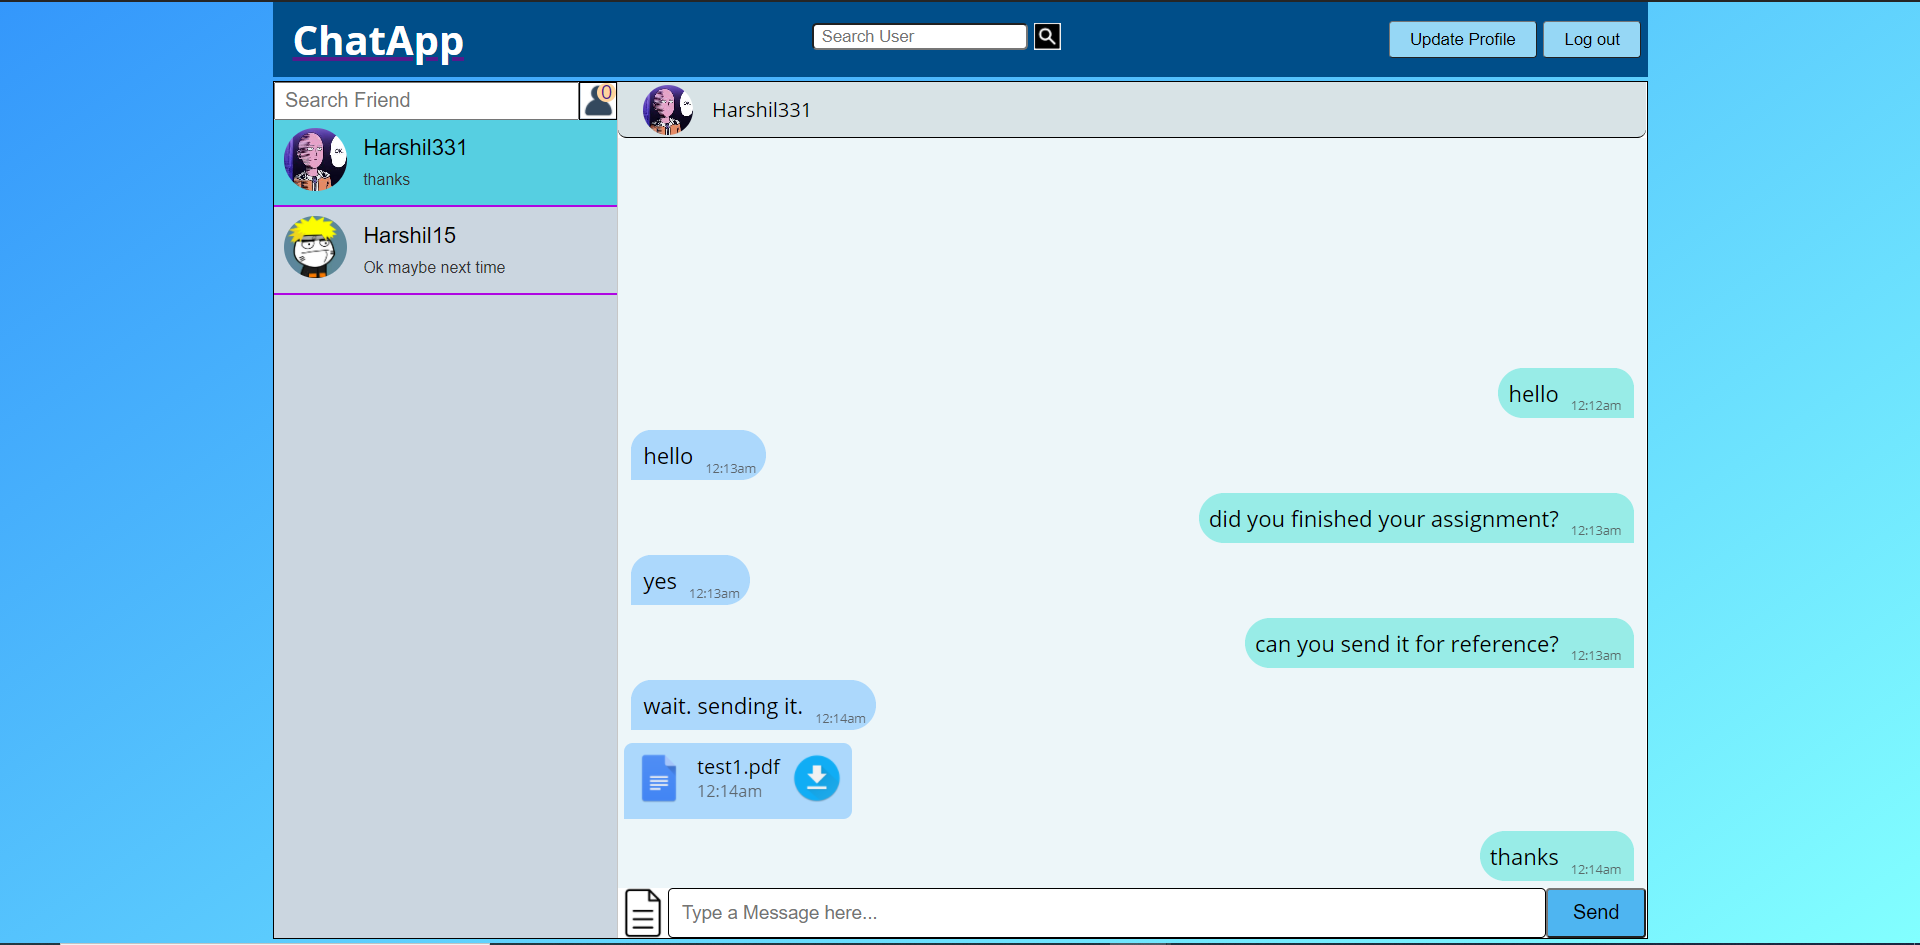 ChatApp
Search User
Update Profile
Log out
Search Friend
0
Harshil331
thanks
Harshil15
Ok maybe next time
Harshil331
hello 12:12am
hello 12:13am
did you finished your assignment? 12:13am
yes 12:13am
can you send it for reference? 12:13am
wait. sending it. 12:14am
test1.pdf
12:14am
thanks 12:14am
Type a Message here...
Send